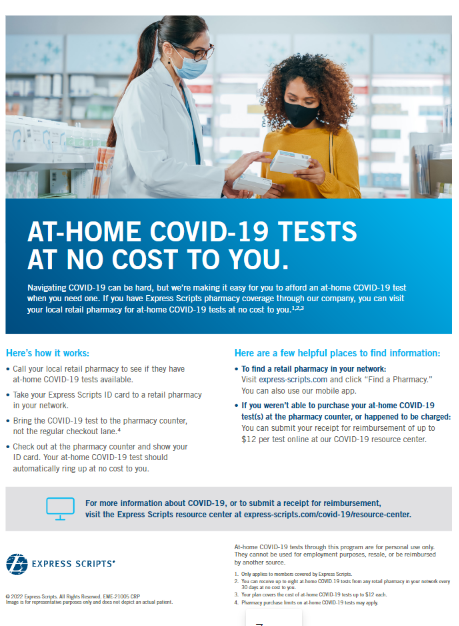 AT-HOME COVID-19 TESTS
AT NO COST TO YOU.
Navigating COVID-19 can be hard, but we're making it easy for you to afford an at-home COVID-19 test
when you need one. If you have Express Scripts pharmacy coverage through our company, you can visit
your local retail pharmacy for at-home COVID-19 tests at no cost to you.1,2,3
Here's how it works:
• Call your local retail pharmacy to see if they have
at-home COVID-19 tests available.
• Take your Express Scripts ID card to a retail pharmacy
in your network.
• Bring the COVID-19 test to the pharmacy counter,
not the regular checkout lane.4
• Check out at the pharmacy counter and show your
ID card. Your at-home COVID-19 test should
automatically ring up at no cost to you.
Here are a few helpful places to find information:
• To find a retail pharmacy in your network:
Visit express-scripts.com and click "Find a Pharmacy."
You can also use our mobile app.
• If you weren't able to purchase your at-home COVID-19
test(s) at the pharmacy counter, or happened to be charged:
You can submit your receipt for reimbursement of up to
$12 per test online at our COVID-19 resource center.
For more information about COVID-19, or to submit a receipt for reimbursement,
visit the Express Scripts resource center at express-scripts.com/covid-19/resource-center.
EXPRESS SCRIPTS®
© 2022 Express Scripts. All Rights Reserved. EME-21005 CRP
Image is for representative purposes only and does not depict an actual patient.
At-home COVID-19 tests through this program are for personal use only.
They cannot be used for employment purposes, resale, or be reimbursed
by another source.
1. Only applies to members covered by Express Scripts.
2. You can receive up to eight at-home COVID-19 tests from any retail pharmacy in your network every
30 days at no cost to you.
3. Your plan covers the cost of at-home COVID-19 tests up to $12 each.
4. Pharmacy purchase limits on at-home COVID-19 tests may apply.